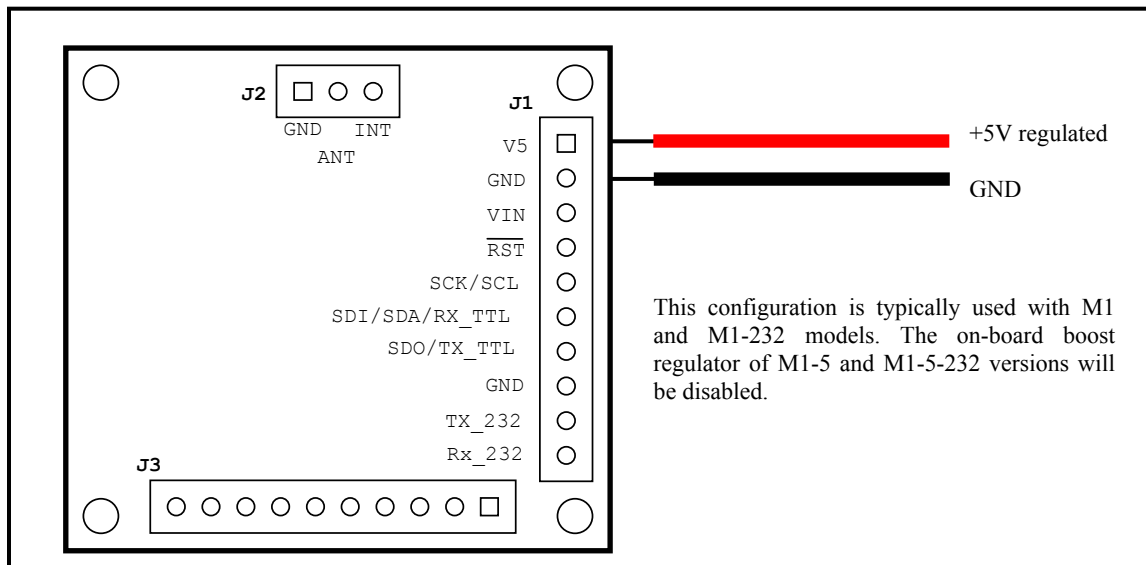 J2
GND INT
ANT
J1
V5
GND
VIN
RST
SCK/SCL
SDI/SDA/RX_TTL
SDO/TX_TTL
GND
TX_232
Rx_232
J3
+5V regulated
GND
This configuration is typically used with M1
and M1-232 models. The on-board boost
regulator of M1-5 and M1-5-232 versions will
be disabled.